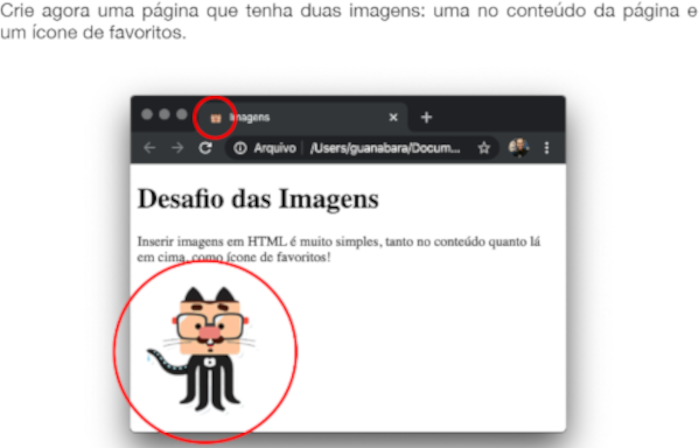 Crie agora uma página que tenha duas imagens: uma no conteúdo da página e
um ícone de favoritos.
Imagens
Arquivo | /Users/guanabara/Docum...
Desafio das Imagens
Inserir imagens em HTML é muito simples, tanto no conteúdo quanto lá
em cima, como ícone de favoritos!